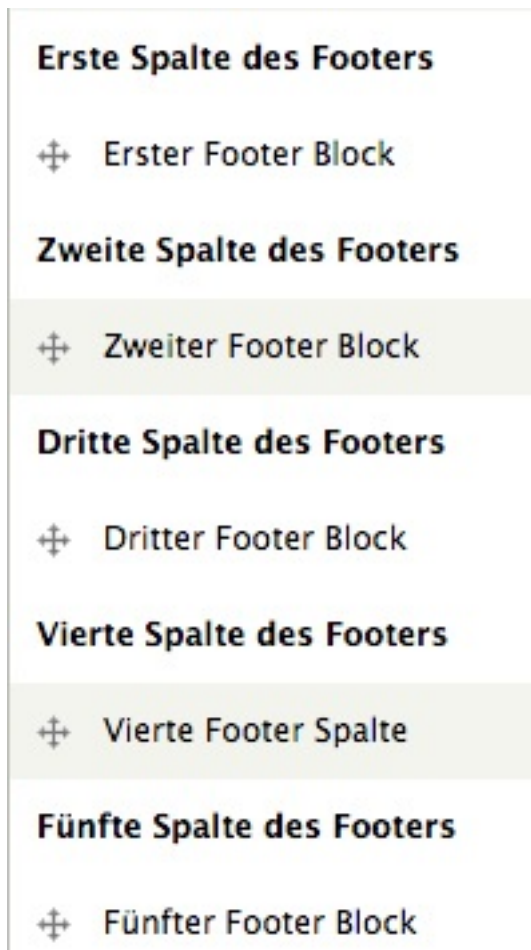 Erste Spalte des Footers
Erster Footer Block
Zweite Spalte des Footers
Zweiter Footer Block
Dritte Spalte des Footers
Dritter Footer Block
Vierte Spalte des Footers
Vierte Footer Spalte
Fünfte Spalte des Footers
Fünfter Footer Block